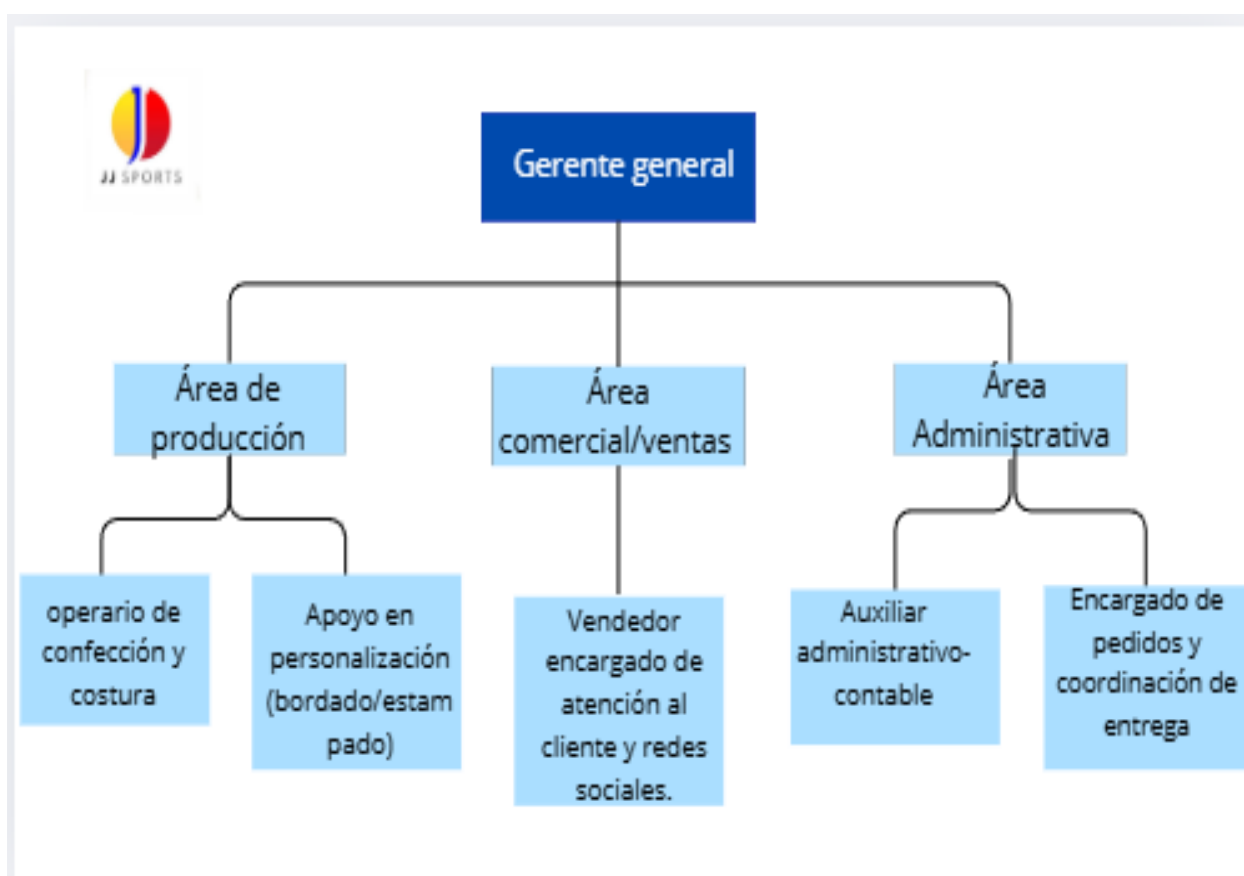 JJ SPORTS
Gerente general
Área de
producción
Área
comercial/ventas
Área
Administrativa
operario de
confección y
costura
Apoyo en
personalización
(bordado/estam
pado)
Vendedor
encargado de
atención al
cliente y redes
sociales.
Auxiliar
administrativo-
contable
Encargado de
pedidos y
coordinación de
entrega